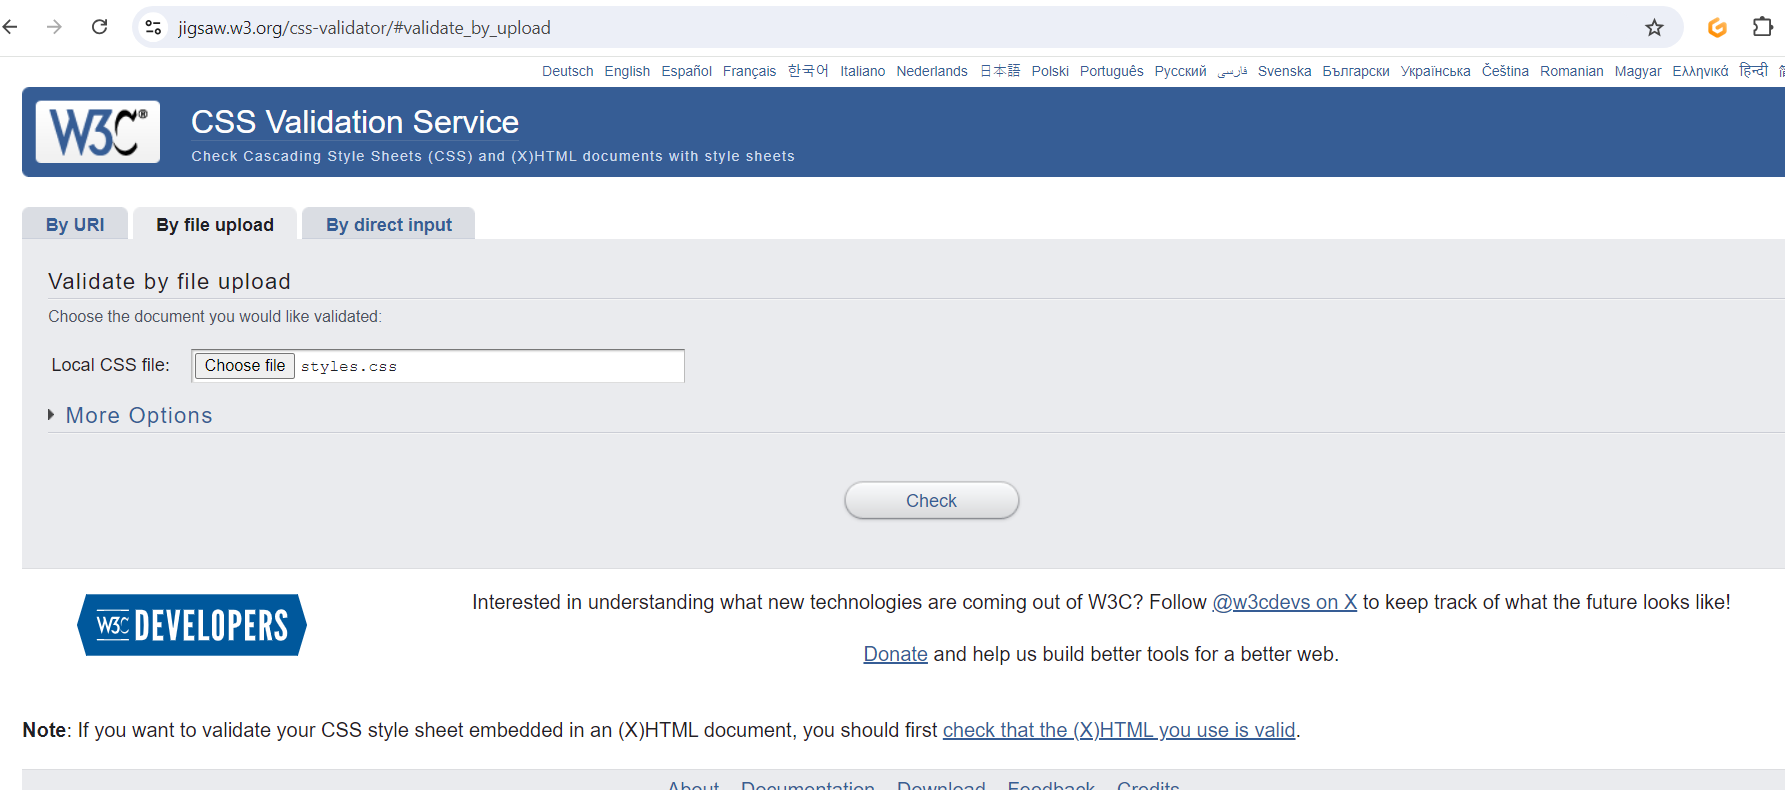 jigsaw.w3.org/css-validator/#validate_by_upload
Deutsch English Español Français 한국어 Italiano Nederlands 日本語 Polski Português Русский فارسی Svenska Български Українська Čeština Romanian Magyar Ελληνικά हिन्दी
W3C® CSS Validation Service
Check Cascading Style Sheets (CSS) and (X)HTML documents with style sheets
By URI By file upload By direct input
Validate by file upload
Choose the document you would like validated:
Local CSS file: Choose file styles.css
More Options
Check
Interested in understanding what new technologies are coming out of W3C? Follow @w3cdevs on X to keep track of what the future looks like!
W3C DEVELOPERS
Donate and help us build better tools for a better web.
Note: If you want to validate your CSS style sheet embedded in an (X)HTML document, you should first check that the (X)HTML you use is valid.
About Documentation Download Feedback Credits